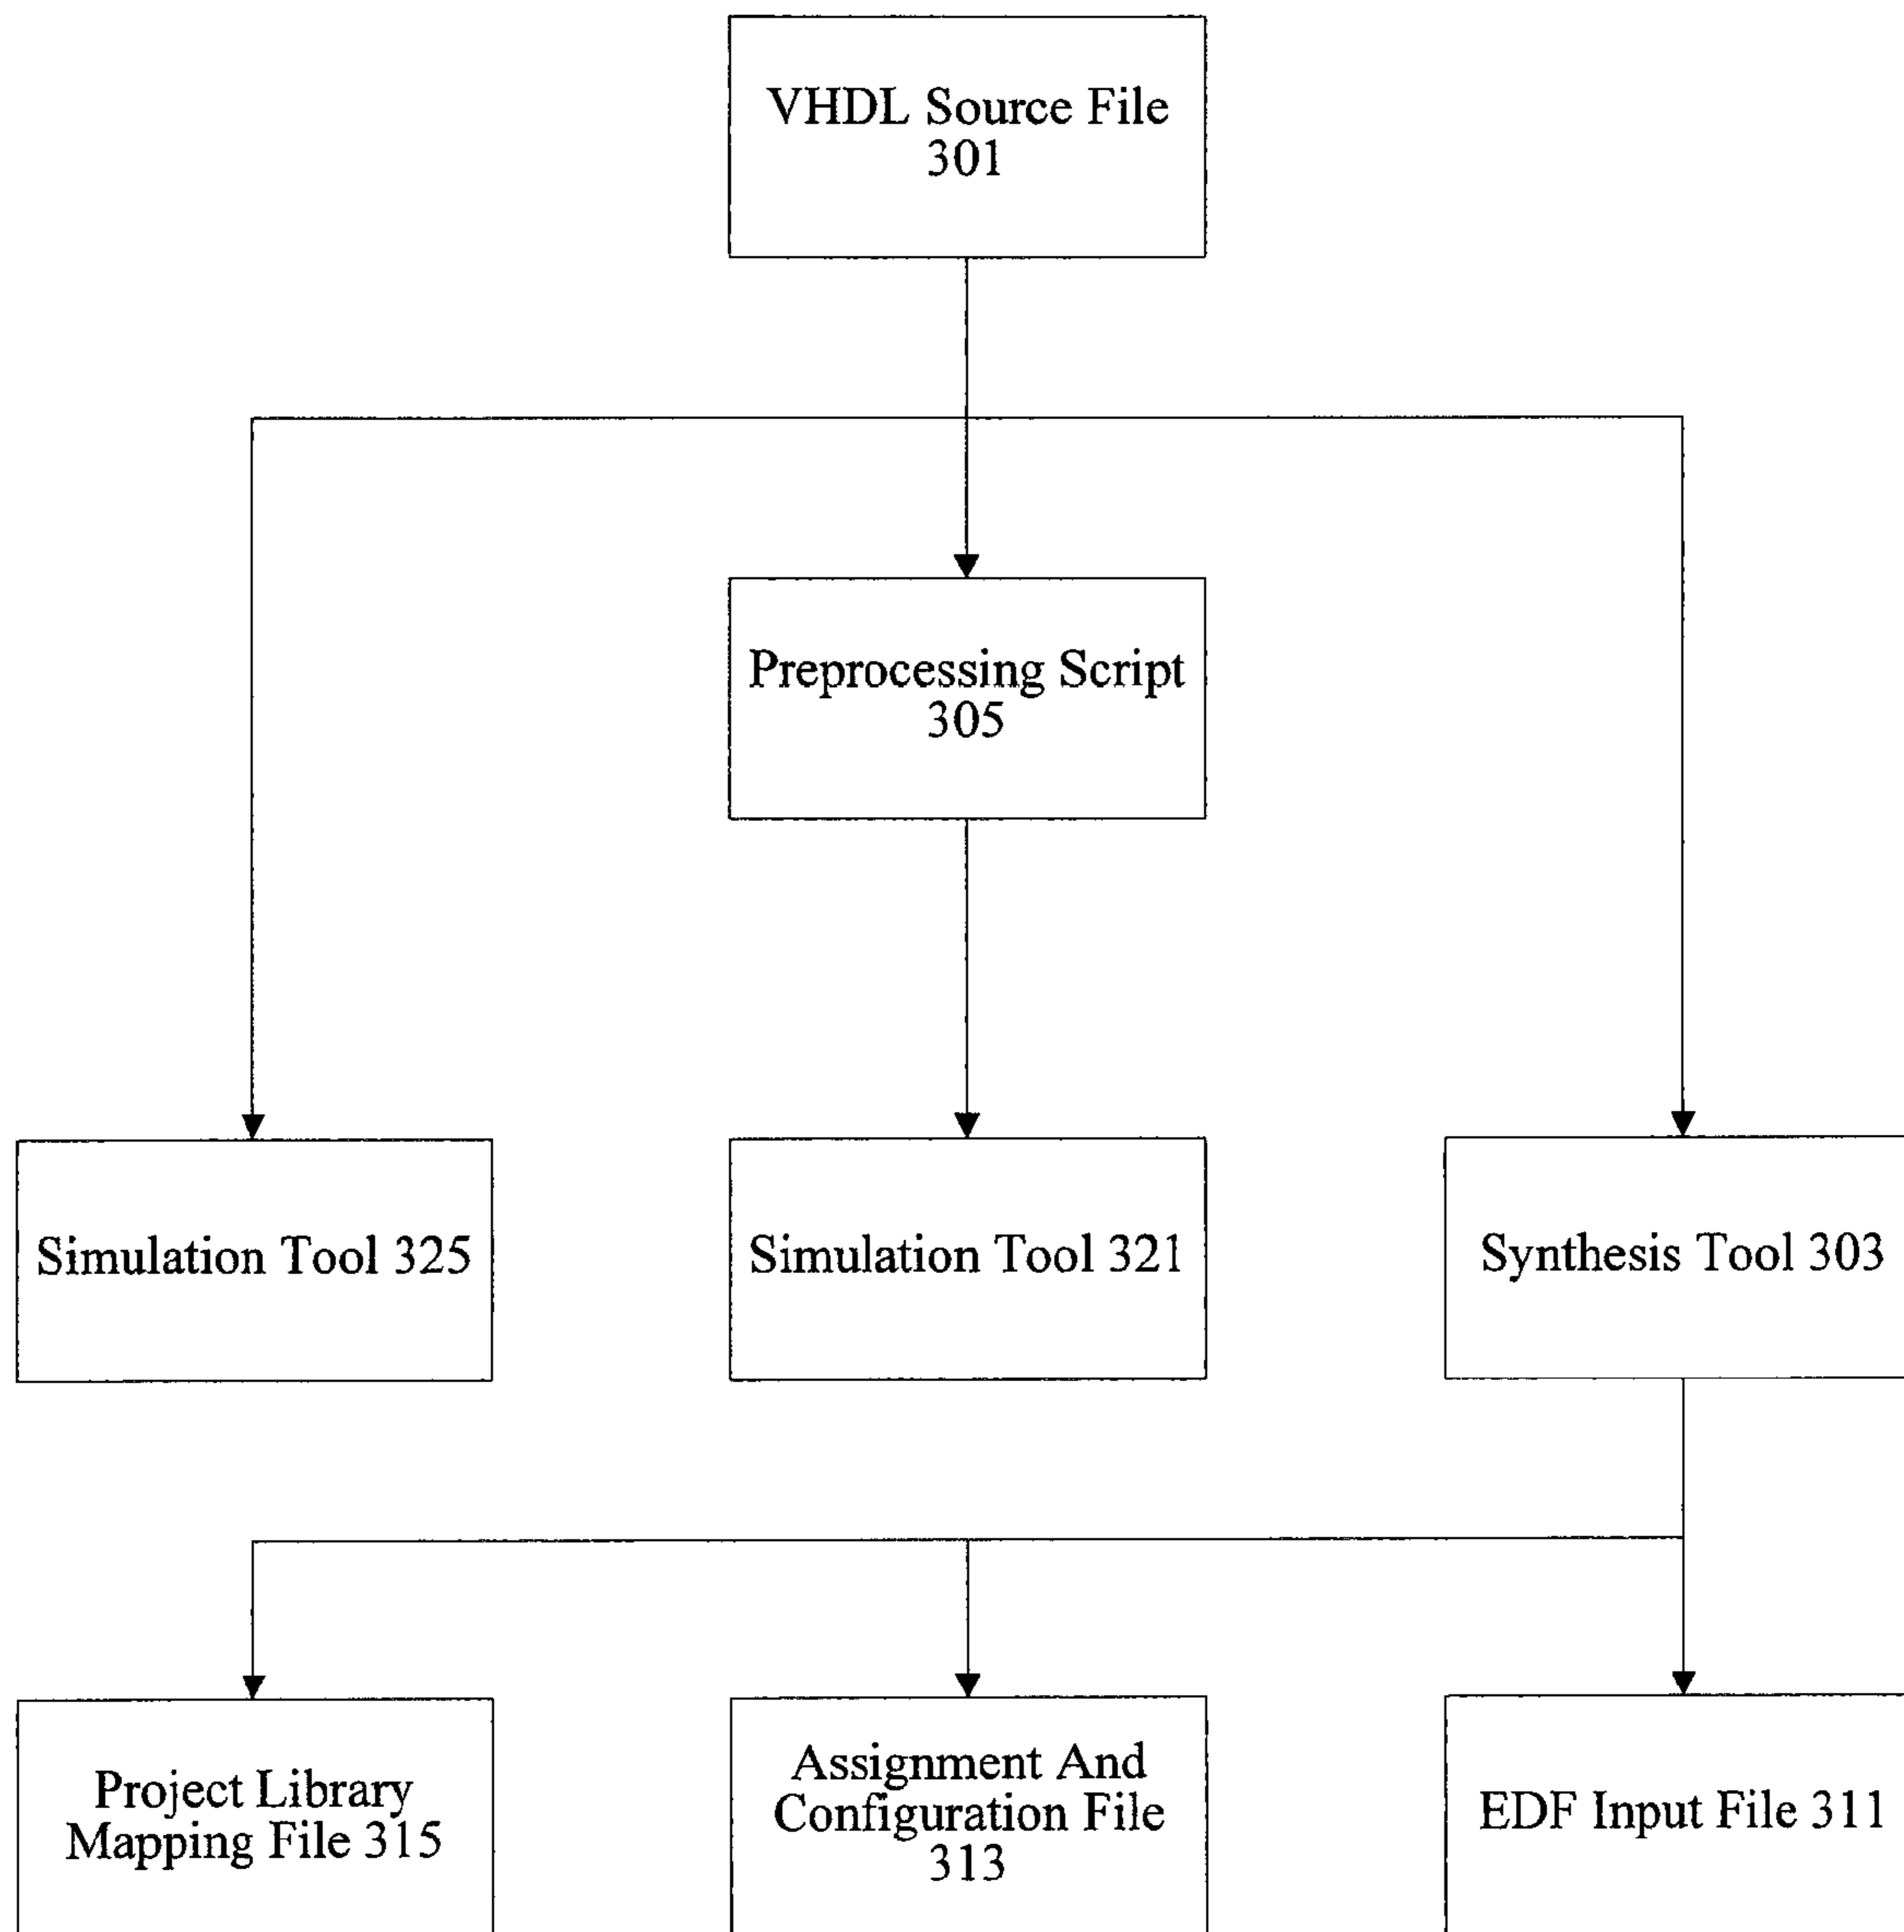 VHDL Source File
301
Preprocessing Script
305
Simulation Tool 325
Simulation Tool 321
Synthesis Tool 303
Project Library
Mapping File 315
Assignment And
Configuration File
313
EDF Input File 311